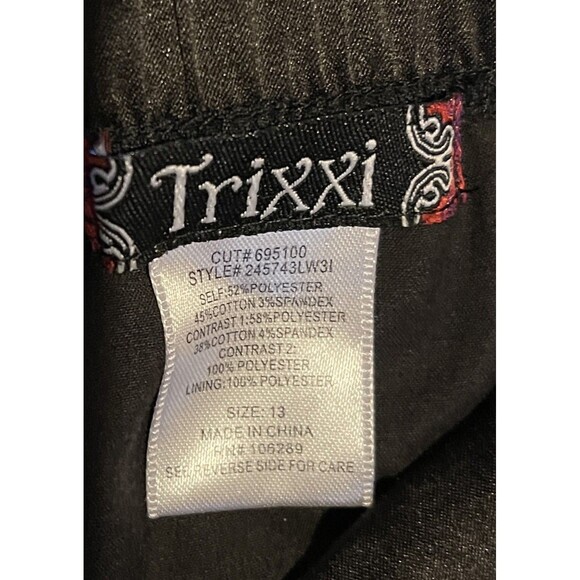 Trixxi
CUT# 695100
STYLE# 245743LW3I
SELF:52%POLYESTER
45%COTTON 3%SPANDEX
CONTRAST 1:58%POLYESTER
38%COTTON 4%SPANDEX
CONTRAST 2:
100% POLYESTER
LINING:100% POLYESTER
SIZE: 13
MADE IN CHINA
RN# 106289
SEE REVERSE SIDE FOR CARE